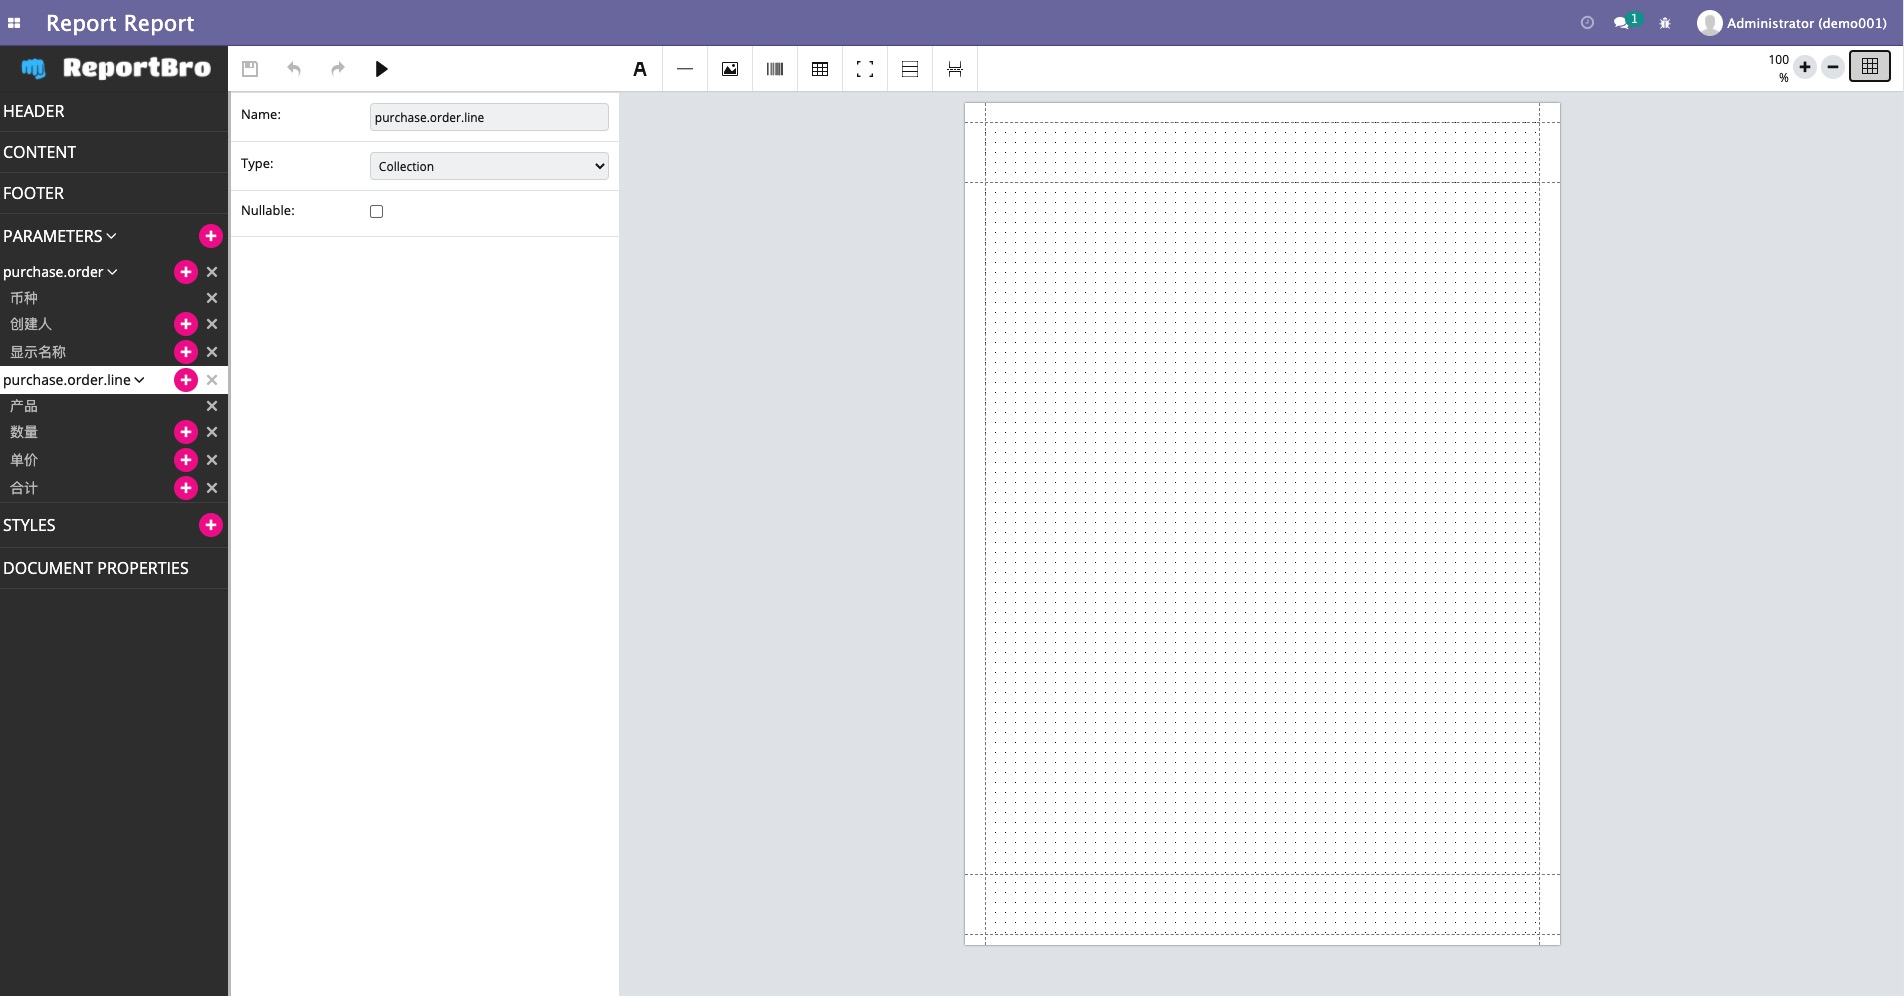 Report Report
1
Administrator (demo001)
ReportBro
A
100
%
HEADER
CONTENT
FOOTER
PARAMETERS
purchase.order
币种
创建人
显示名称
purchase.order.line
产品
数量
单价
合计
STYLES
DOCUMENT PROPERTIES
Name:
purchase.order.line
Type:
Collection
Nullable: